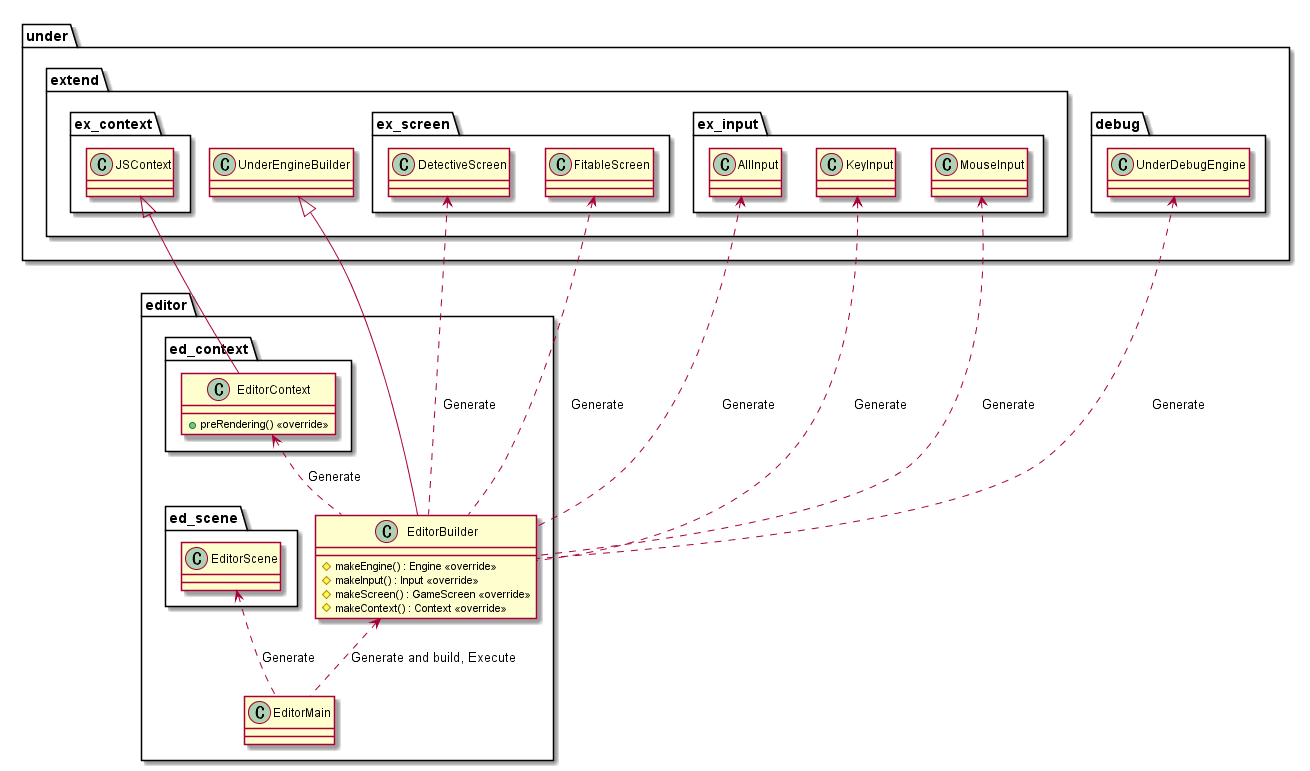 under
extend
ex_context
ex_screen
ex_input
debug
C JSContext
C UnderEngineBuilder
C DetectiveScreen
C FitableScreen
C AllInput
C KeyInput
C MouseInput
C UnderDebugEngine
editor
ed_context
C EditorContext
preRendering() «override»
Generate
Generate
Generate
Generate
Generate
Generate
Generate
ed_scene
C EditorScene
C EditorBuilder
makeEngine() : Engine «override»
makeInput() : Input «override»
makeScreen() : GameScreen «override»
makeContext() : Context «override»
Generate
Generate and build, Execute
C EditorMain